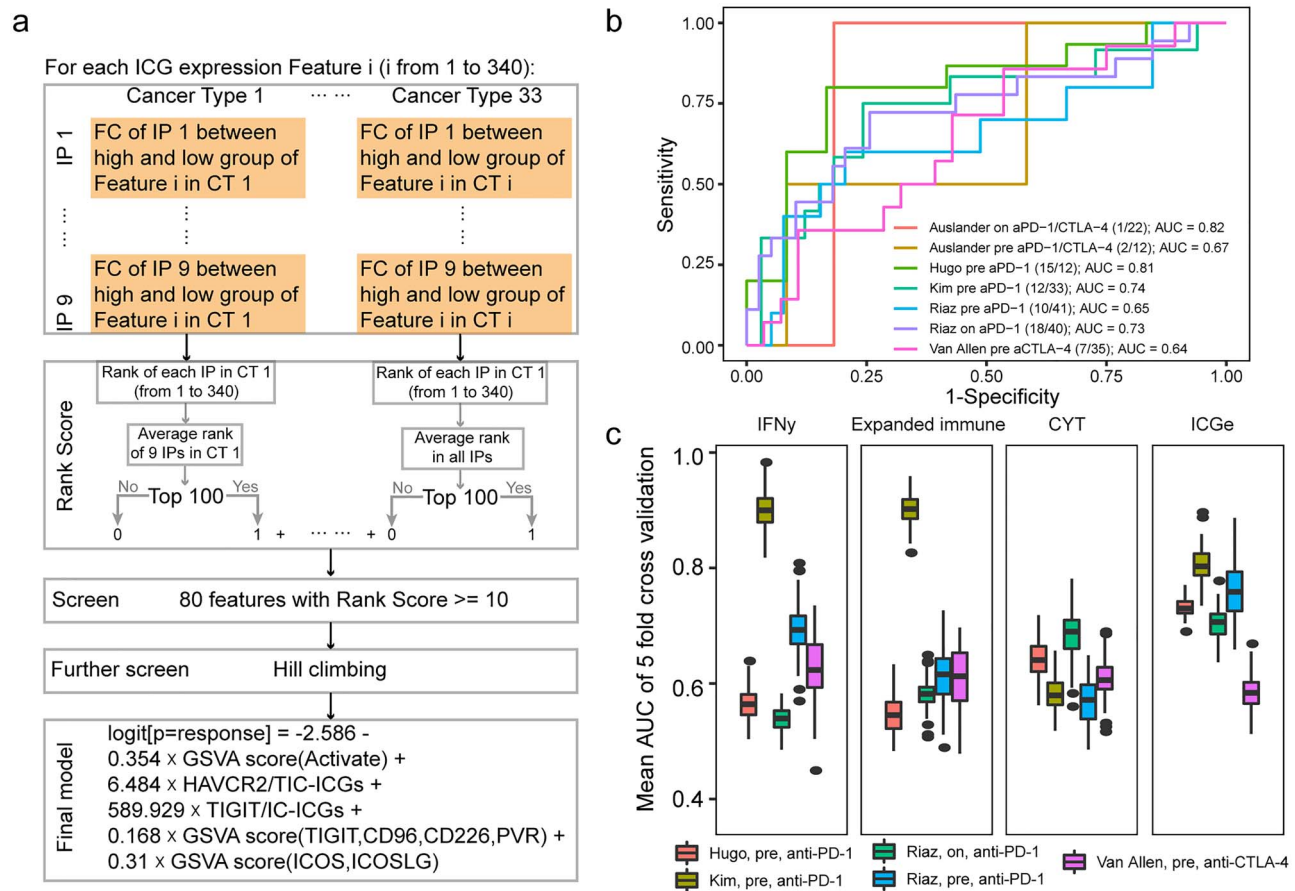 a
For each ICG expression Feature i (i from 1 to 340):
Cancer Type 1 ... ... Cancer Type 33
IP 1
FC of IP 1 between
high and low group of
Feature i in CT 1
FC of IP 1 between
high and low group of
Feature i in CT i
... ...
IP 9
FC of IP 9 between
high and low group of
Feature i in CT 1
FC of IP 9 between
high and low group of
Feature i in CT i
Rank Score
Rank of each IP in CT 1
(from 1 to 340)
Average rank
of 9 IPs in CT 1
No Top 100 Yes
0 1
Rank of each IP in CT 1
(from 1 to 340)
Average rank
in all IPs
No Top 100 Yes
+ ... ... + 0 1
Screen 80 features with Rank Score >= 10
Further screen Hill climbing
Final model
logit[p=response] = -2.586 -
0.354 × GSVA score(Activate) +
6.484 × HAVCR2/TIC-ICGs +
589.929 × TIGIT/IC-ICGs +
0.168 × GSVA score(TIGIT,CD96,CD226,PVR) +
0.31 × GSVA score(ICOS,ICOSLG)
b
Sensitivity
1.00
0.75
0.50
0.25
0.00
Auslander on aPD-1/CTLA-4 (1/22); AUC = 0.82
Auslander pre aPD-1/CTLA-4 (2/12); AUC = 0.67
Hugo pre aPD-1 (15/12); AUC = 0.81
Kim pre aPD-1 (12/33); AUC = 0.74
Riaz pre aPD-1 (10/41); AUC = 0.65
Riaz on aPD-1 (18/40); AUC = 0.73
Van Allen pre aCTLA-4 (7/35); AUC = 0.64
0.00 0.25 0.50 0.75 1.00
1-Specificity
c
IFNy Expanded immune CYT ICGe
Mean AUC of 5 fold cross validation
1.0
0.8
0.6
0.4
Hugo, pre, anti-PD-1
Kim, pre, anti-PD-1
Riaz, on, anti-PD-1
Riaz, pre, anti-PD-1
Van Allen, pre, anti-CTLA-4